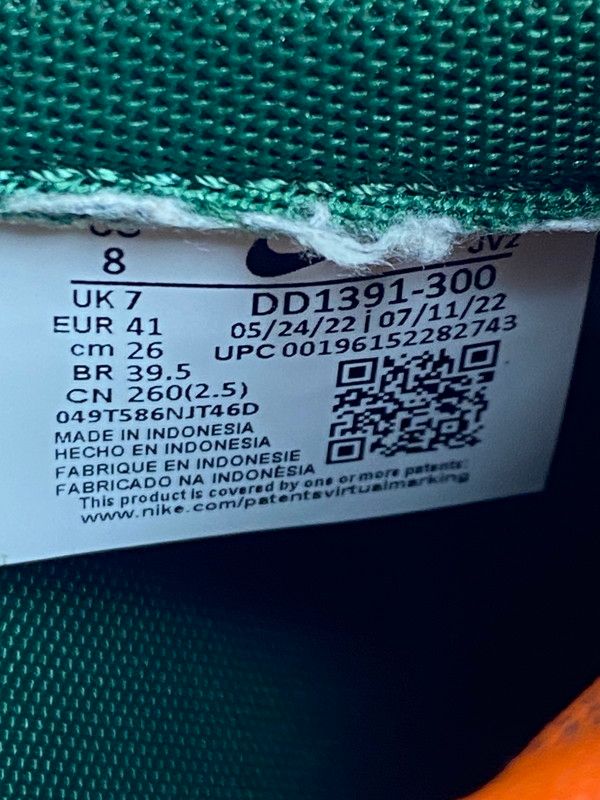 US
8
JV2
UK 7
DD1391-300
EUR 41
05/24/22 | 07/11/22
cm 26
UPC 00196152282743
BR 39.5
CN 260(2.5)
049T586NJT46D
MADE IN INDONESIA
HECHO EN INDONESIA
FABRIQUE EN INDONESIE
FABRICADO NA INDONÉSIA
This product is covered by one or more patents:
www.nike.com/patentsvirtualmarking